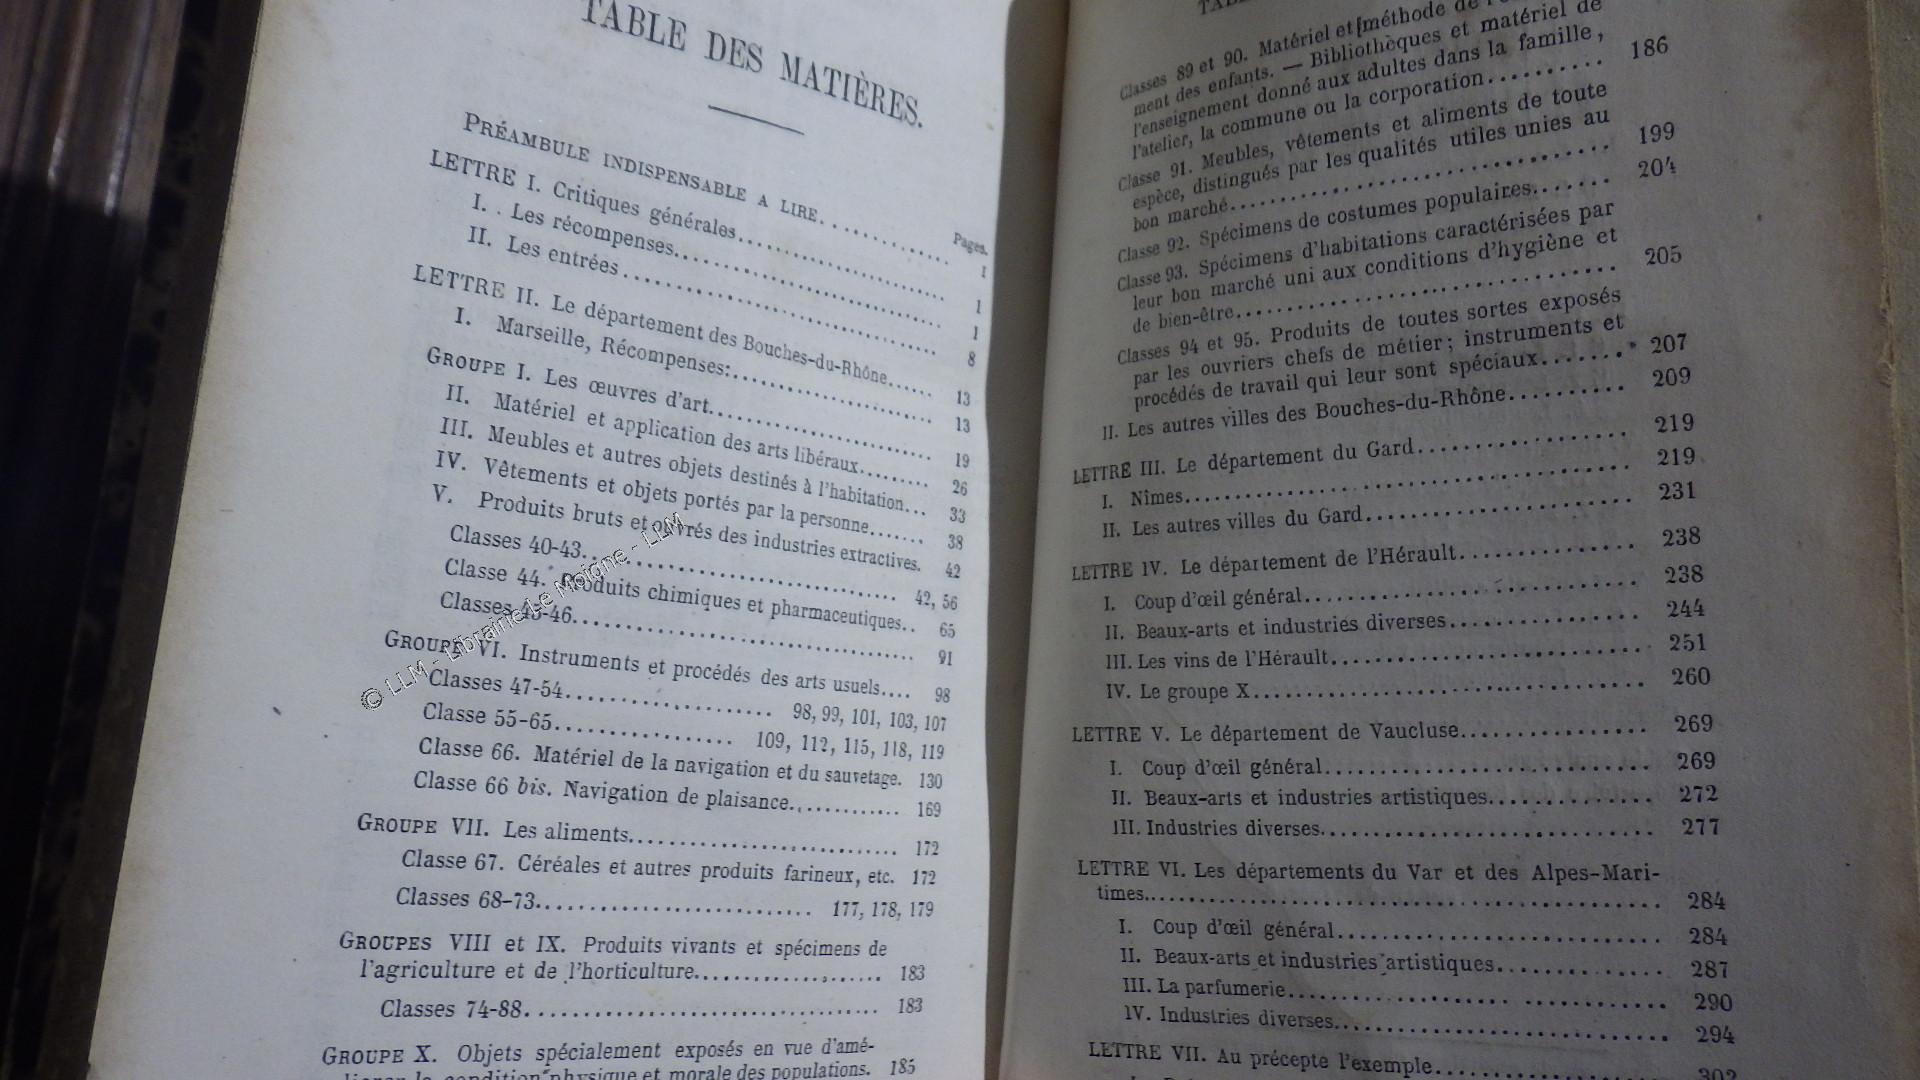 TABLE DES MATIÈRES.
Pages.
PRÉAMBULE INDISPENSABLE A LIRE. . . . . . . . . . . I
LETTRE I. Critiques générales. . . . . . . . . . . 1
I. . Les récompenses. . . . . . . . . . . 1
II. Les entrées . . . . . . . . . . . 8
LETTRE II. Le département des Bouches-du-Rhône. . . . . . 13
I. Marseille, Récompenses: . . . . . . . . . . . 13
GROUPE I. Les œuvres d'art. . . . . . . . . . . 19
II. Matériel et application des arts libéraux. . . . . . . . . 26
III. Meubles et autres objets destinés à l'habitation. . . 33
IV. Vêtements et objets portés par la personne. . . . . . . 38
V. Produits bruts et ouvrés des industries extractives. 42
Classes 40-43. . . . . . . . . . . 42, 56
Classe 44. Produits chimiques et pharmaceutiques. . 65
Classes 45-46. . . . . . . . . . . 91
GROUPE VI. Instruments et procédés des arts usuels. . . . 98
Classes 47-54. . . . . . . . . . . 98, 99, 101, 103, 107
Classe 55-65. . . . . . . . . . . 109, 112, 115, 118, 119
Classe 66. Matériel de la navigation et du sauvetage. 130
Classe 66 bis. Navigation de plaisance. . . . . . . . . . . 169
GROUPE VII. Les aliments. . . . . . . . . . . 172
Classe 67. Céréales et autres produits farineux, etc. 172
Classes 68-73. . . . . . . . . . . 177, 178, 179
GROUPES VIII et IX. Produits vivants et spécimens de
l'agriculture et de l'horticulture. . . . . . . . . . . 183
Classes 74-88. . . . . . . . . . . 183
GROUPE X. Objets spécialement exposés en vue d'amé-
liorer la condition physique et morale des populations. 185
© LLM - Librairie Le Moigne - LLM
Classes 89 et 90. Matériel et méthode de
ment des enfants. — Bibliothèques et matériel de
l'enseignement donné aux adultes dans la famille,
l'atelier, la commune ou la corporation. . . . . . . . . . 186
Classe 91. Meubles, vêtements et aliments de toute
espèce, distingués par les qualités utiles unies au
bon marché. . . . . . . . . . . 199
Classe 92. Spécimens de costumes populaires. . . . . . . 204
Classe 93. Spécimens d'habitations caractérisées par
leur bon marché uni aux conditions d'hygiène et
de bien-être. . . . . . . . . . . 205
Classes 94 et 95. Produits de toutes sortes exposés
par les ouvriers chefs de métier; instruments et
procédés de travail qui leur sont spéciaux. . . . . . . 207
II. Les autres villes des Bouches-du-Rhône. . . . . . . . . 209
LETTRE III. Le département du Gard. . . . . . . . . . . 219
I. Nîmes. . . . . . . . . . . 219
II. Les autres villes du Gard. . . . . . . . . . . 231
LETTRE IV. Le département de l'Hérault. . . . . . . . . . . 238
I. Coup d'œil général. . . . . . . . . . . 238
II. Beaux-arts et industries diverses. . . . . . . . . . . 244
III. Les vins de l'Hérault. . . . . . . . . . . 251
IV. Le groupe X. . . . . . . . . . . 260
LETTRE V. Le département de Vaucluse. . . . . . . . . . . 269
I. Coup d'œil général. . . . . . . . . . . 269
II. Beaux-arts et industries artistiques. . . . . . . . . . . 272
III. Industries diverses. . . . . . . . . . . 277
LETTRE VI. Les départements du Var et des Alpes-Mari-
times. . . . . . . . . . . 284
I. Coup d'œil général. . . . . . . . . . . 284
II. Beaux-arts et industries artistiques. . . . . . . . . . . 287
III. La parfumerie. . . . . . . . . . . 290
IV. Industries diverses. . . . . . . . . . . 294
LETTRE VII. Au précepte l'exemple. . . . . . . . . . . 302